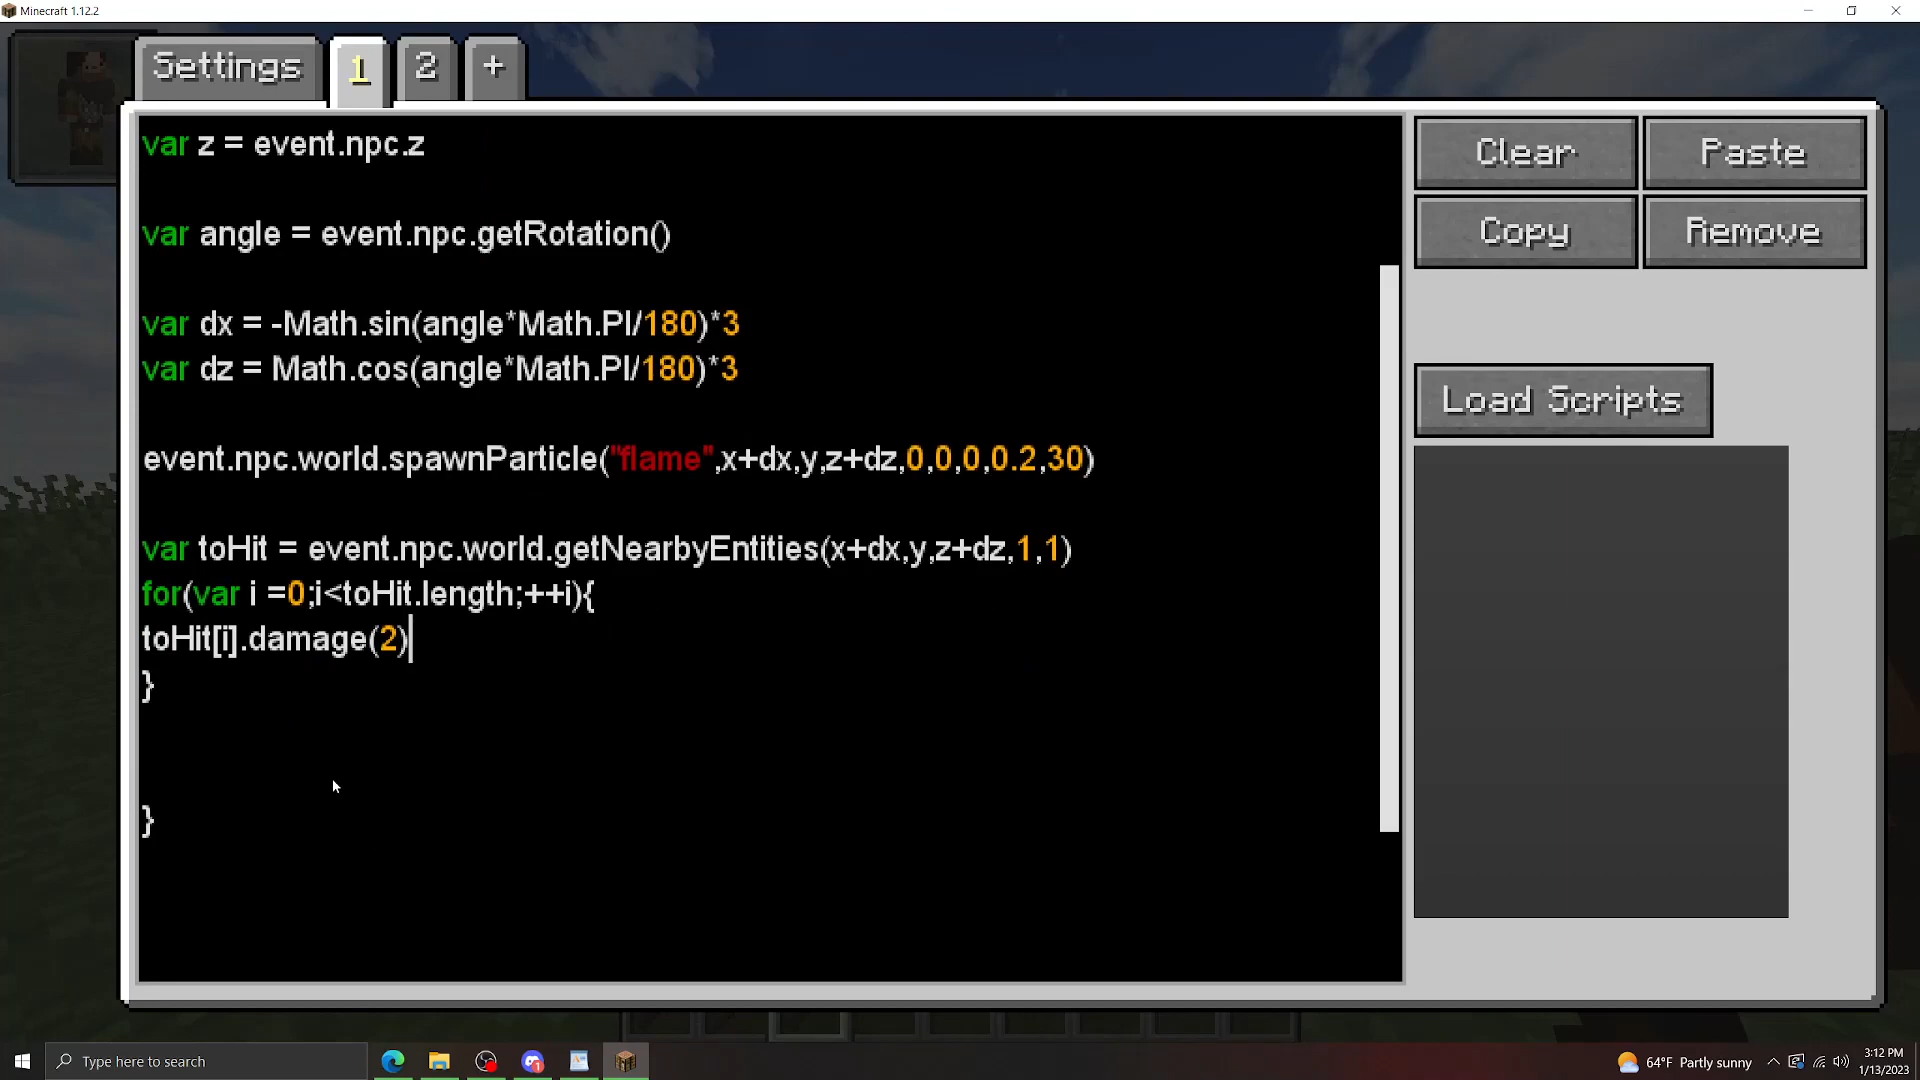 Minecraft 1.12.2
Settings
1
2
+
var z = event.npc.z
var angle = event.npc.getRotation()
var dx = -Math.sin(angle*Math.PI/180)*3
var dz = Math.cos(angle*Math.PI/180)*3
event.npc.world.spawnParticle("flame",x+dx,y,z+dz,0,0,0,0.2,30)
var toHit = event.npc.world.getNearbyEntities(x+dx,y,z+dz,1,1)
for(var i =0;i<toHit.length;++i){
toHit[i].damage(2)
}
}
Clear
Paste
Copy
Remove
Load Scripts
Type here to search
64°F Partly sunny
3:12 PM
1/13/2023